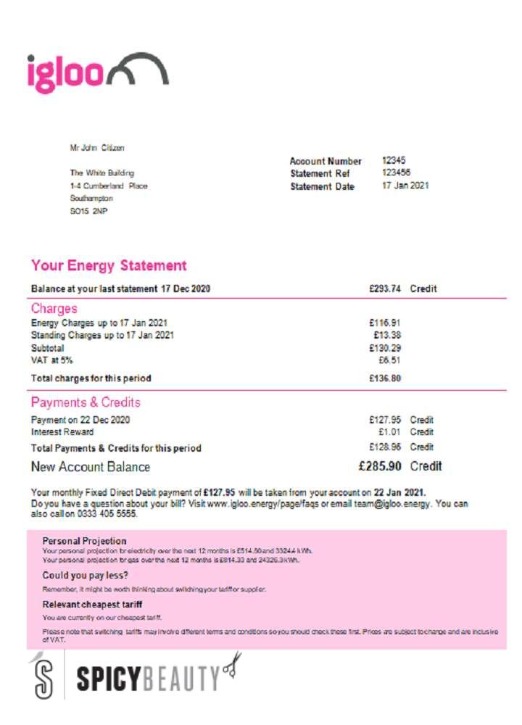 igloo
Mr John Citizen
The White Building
1-4 Cumberland Place
Southampton
SO15 2NP
Account Number 12345
Statement Ref 123456
Statement Date 17 Jan 2021
Your Energy Statement
Balance at your last statement 17 Dec 2020 £293.74 Credit
Charges
Energy Charges up to 17 Jan 2021 £116.91
Standing Charges up to 17 Jan 2021 £13.38
Subtotal £130.29
VAT at 5% £6.51
Total charges for this period £136.80
Payments & Credits
Payment on 22 Dec 2020 £127.95 Credit
Interest Reward £1.01 Credit
Total Payments & Credits for this period £128.96 Credit
New Account Balance £285.90 Credit
Your monthly Fixed Direct Debit payment of £127.95 will be taken from your account on 22 Jan 2021.
Do you have a question about your bill? Visit www.igloo.energy/page/faqs or email team@igloo.energy. You can
also call on 0333 405 5555.
Personal Projection
Your personal projection for electricity over the next 12 months is £514.50 and 3324.4 kWh.
Your personal projection for gas over the next 12 months is £814.33 and 24326.3 kWh.
Could you pay less?
Remember, it might be worth thinking about switching your tariff or supplier.
Relevant cheapest tariff
You are currently on our cheapest tariff.
Please note that switching tariffs may involve different terms and conditions so you should check these first. Prices are subject to change and are inclusive
of VAT.
S SPICYBEAUTY